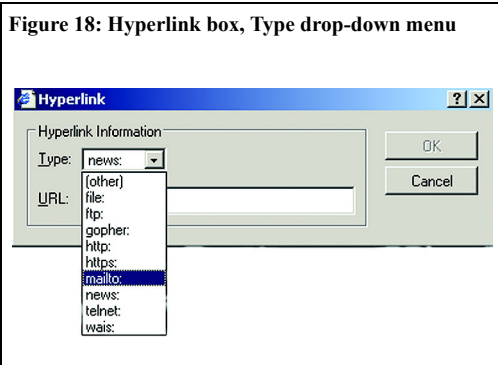 Figure 18: Hyperlink box, Type drop-down menu
Hyperlink
Hyperlink Information
Type: news:
OK
Cancel
URL:
(other)
file:
ftp:
gopher:
http:
https:
mailto:
news:
telnet:
wais: